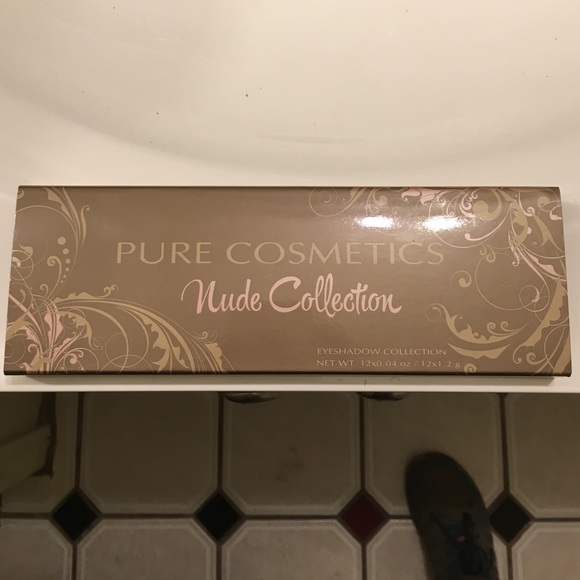 PURE COSMETICS
Nude Collection
EYESHADOW COLLECTION
NET WT. 12x0.04 oz / 12x1.2 g